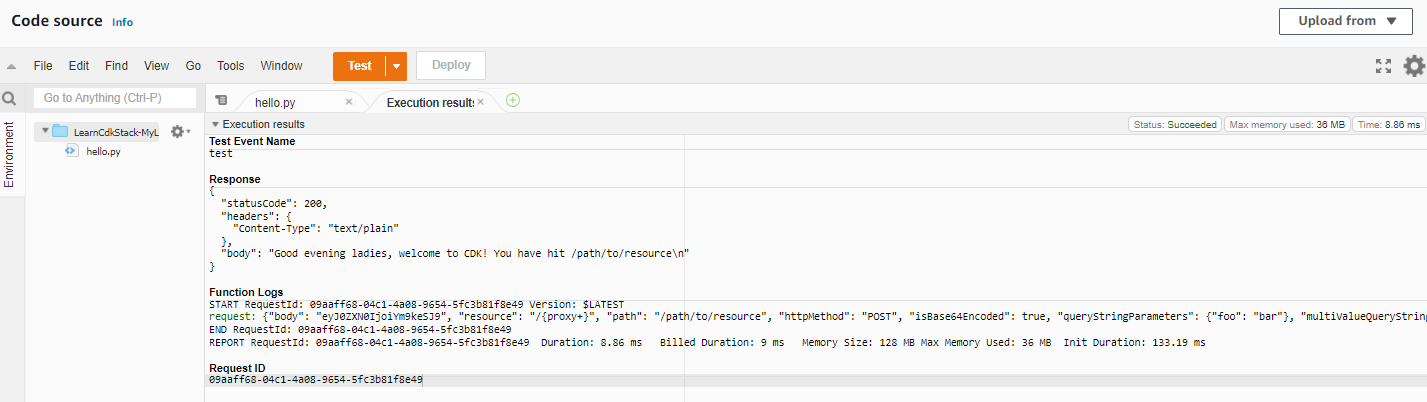 Code source Info Upload from
File Edit Find View Go Tools Window Test Deploy
Go to Anything (Ctrl-P) hello.py Execution results
Environment
LearnCdkStack-MyL
hello.py
Execution results Status: Succeeded Max memory used: 36 MB Time: 8.86 ms
Test Event Name
test
Response
{
"statusCode": 200,
"headers": {
"Content-Type": "text/plain"
},
"body": "Good evening ladies, welcome to CDK! You have hit /path/to/resource\n"
}
Function Logs
START RequestId: 09aaff68-04c1-4a08-9654-5fc3b81f8e49 Version: $LATEST
request: {"body": "eyJ0ZXN0IjoiYm9keSJ9", "resource": "/{proxy+}", "path": "/path/to/resource", "httpMethod": "POST", "isBase64Encoded": true, "queryStringParameters": {"foo": "bar"}, "multiValueQueryString
END RequestId: 09aaff68-04c1-4a08-9654-5fc3b81f8e49
REPORT RequestId: 09aaff68-04c1-4a08-9654-5fc3b81f8e49 Duration: 8.86 ms Billed Duration: 9 ms Memory Size: 128 MB Max Memory Used: 36 MB Init Duration: 133.19 ms
Request ID
09aaff68-04c1-4a08-9654-5fc3b81f8e49